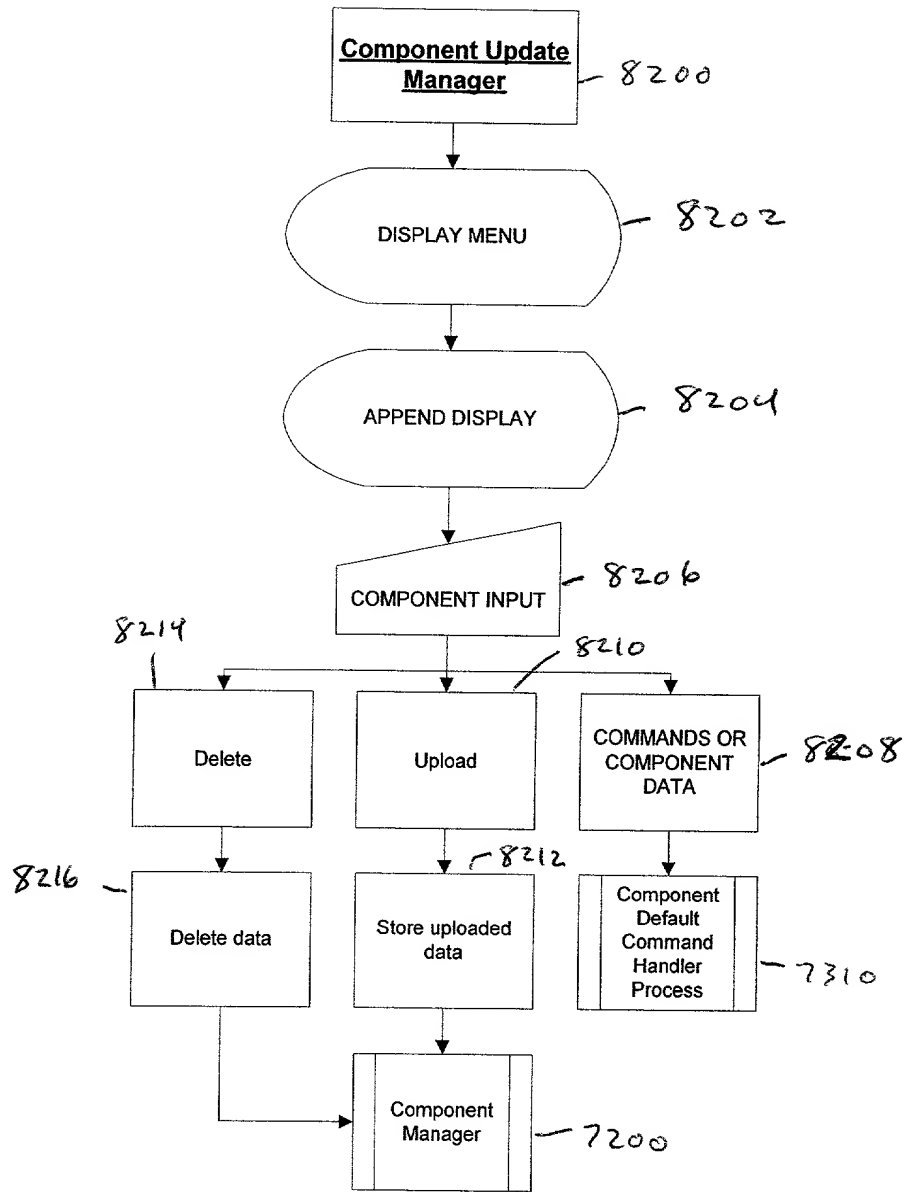 Component Update
Manager
8200
DISPLAY MENU
8202
APPEND DISPLAY
8204
COMPONENT INPUT
8206
8214
8210
Delete
Upload
COMMANDS OR
COMPONENT
DATA
8208
8216
8212
Delete data
Store uploaded
data
Component
Default
Command
Handler
Process
7310
Component
Manager
7200